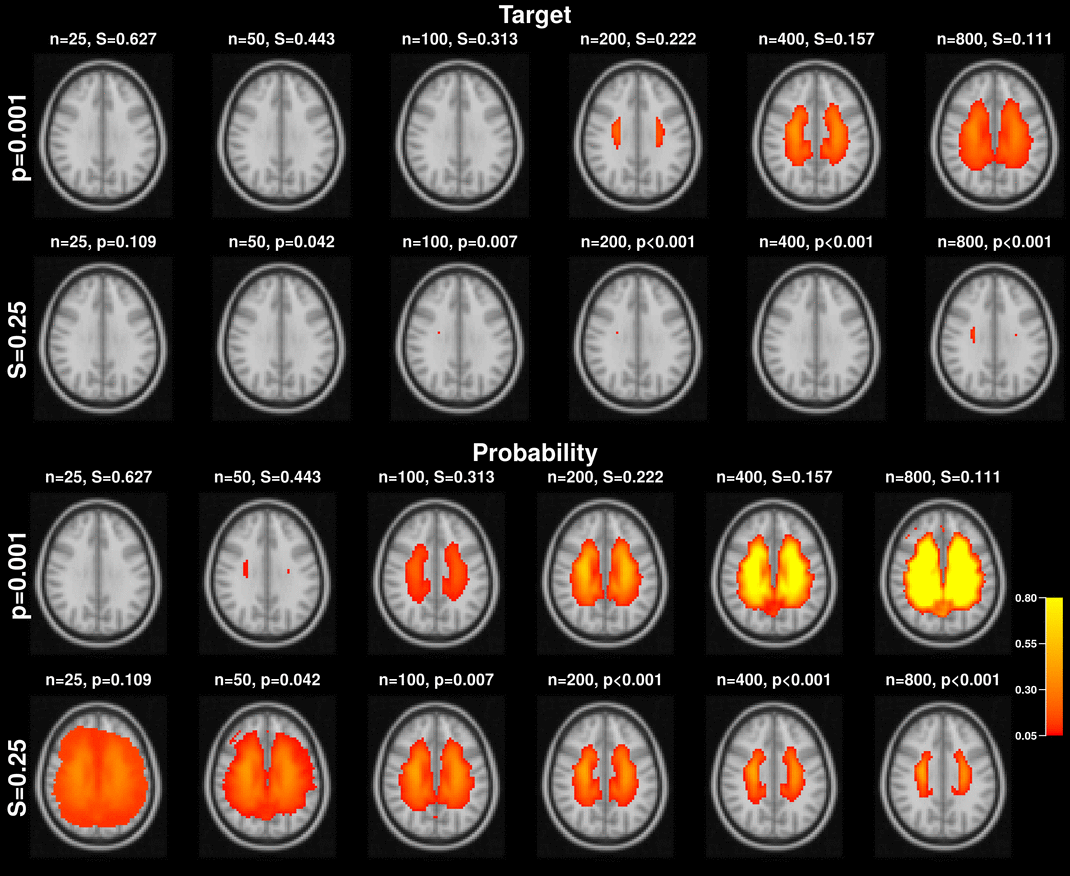 Target
n=25, S=0.627 n=50, S=0.443 n=100, S=0.313 n=200, S=0.222 n=400, S=0.157 n=800, S=0.111
p=0.001
n=25, p=0.109 n=50, p=0.042 n=100, p=0.007 n=200, p<0.001 n=400, p<0.001 n=800, p<0.001
S=0.25
Probability
n=25, S=0.627 n=50, S=0.443 n=100, S=0.313 n=200, S=0.222 n=400, S=0.157 n=800, S=0.111
p=0.001
0.80
0.55
0.30
0.05
n=25, p=0.109 n=50, p=0.042 n=100, p=0.007 n=200, p<0.001 n=400, p<0.001 n=800, p<0.001
S=0.25